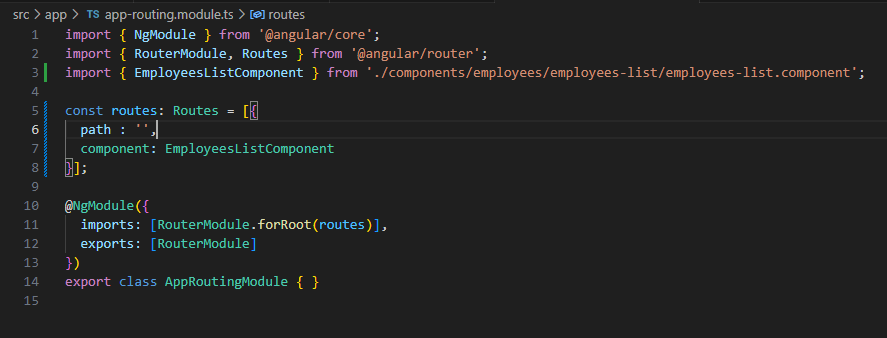 src > app > TS app-routing.module.ts > routes
1 import { NgModule } from '@angular/core';
2 import { RouterModule, Routes } from '@angular/router';
3 import { EmployeesListComponent } from './components/employees/employees-list/employees-list.component';
4
5 const routes: Routes = [{
6   path : '',
7   component: EmployeesListComponent
8 }];
9
10 @NgModule({
11   imports: [RouterModule.forRoot(routes)],
12   exports: [RouterModule]
13 })
14 export class AppRoutingModule { }
15